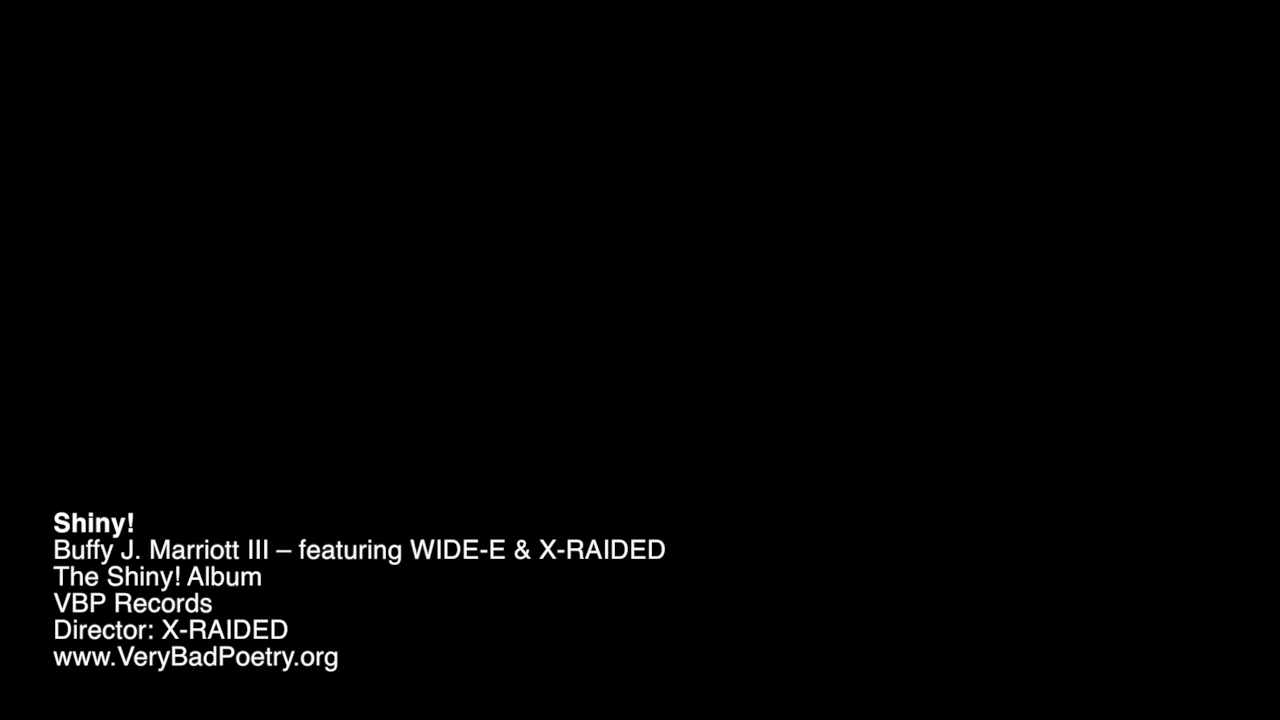 Shiny!
Buffy J. Marriott III – featuring WIDE-E & X-RAIDED
The Shiny! Album
VBP Records
Director: X-RAIDED
www.VeryBadPoetry.org